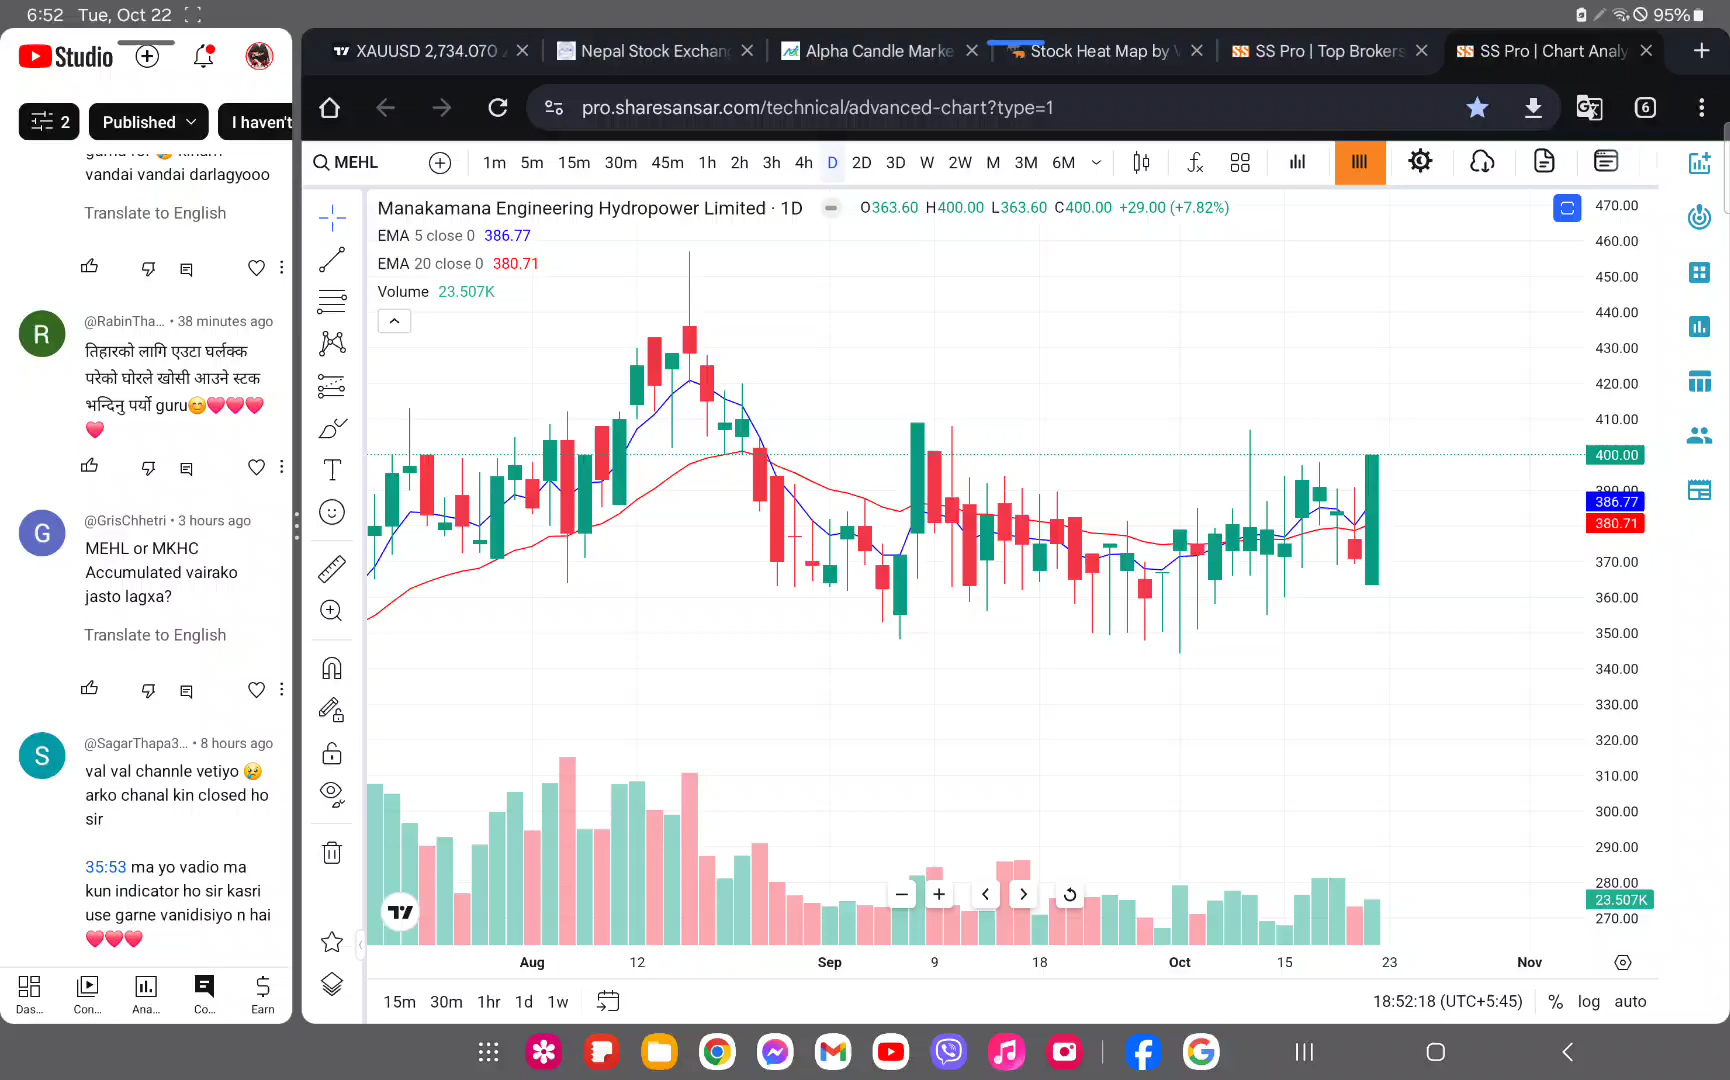 6:52 Tue, Oct 22
95%
Studio
2 Published I haven't
vandai vandai darlagyooo
Translate to English
R
@RabinTha... • 38 minutes ago
तिहारको लागि एउटा घर्लक्क
परेको घोरले खोसी आउने स्टक
भन्दिनु पर्यो guru😊❤️❤️❤️
❤️
G
@GrisChhetri • 3 hours ago
MEHL or MKHC
Accumulated vairako
jasto lagxa?
Translate to English
S
@SagarThapa3... • 8 hours ago
val val channle vetiyo 😢
arko chanal kin closed ho
sir
35:53 ma yo vadio ma
kun indicator ho sir kasri
use garne vanidisiyo n hai
❤️❤️❤️
Das... Con... Ana... Co... Earn
XAUUSD 2,734.070
Nepal Stock Exchan
Alpha Candle Marke
Stock Heat Map by
SS Pro | Top Brokers
SS Pro | Chart Analy
pro.sharesansar.com/technical/advanced-chart?type=1
6
MEHL 1m 5m 15m 30m 45m 1h 2h 3h 4h D 2D 3D W 2W M 3M 6M
Manakamana Engineering Hydropower Limited · 1D O363.60 H400.00 L363.60 C400.00 +29.00 (+7.82%)
EMA 5 close 0 386.77
EMA 20 close 0 380.71
Volume 23.507K
470.00
460.00
450.00
440.00
430.00
420.00
410.00
400.00
390.00
386.77
380.71
370.00
360.00
350.00
340.00
330.00
320.00
310.00
300.00
290.00
280.00
23.507K
270.00
Aug 12 Sep 9 18 Oct 15 23 Nov
15m 30m 1hr 1d 1w
18:52:18 (UTC+5:45) % log auto